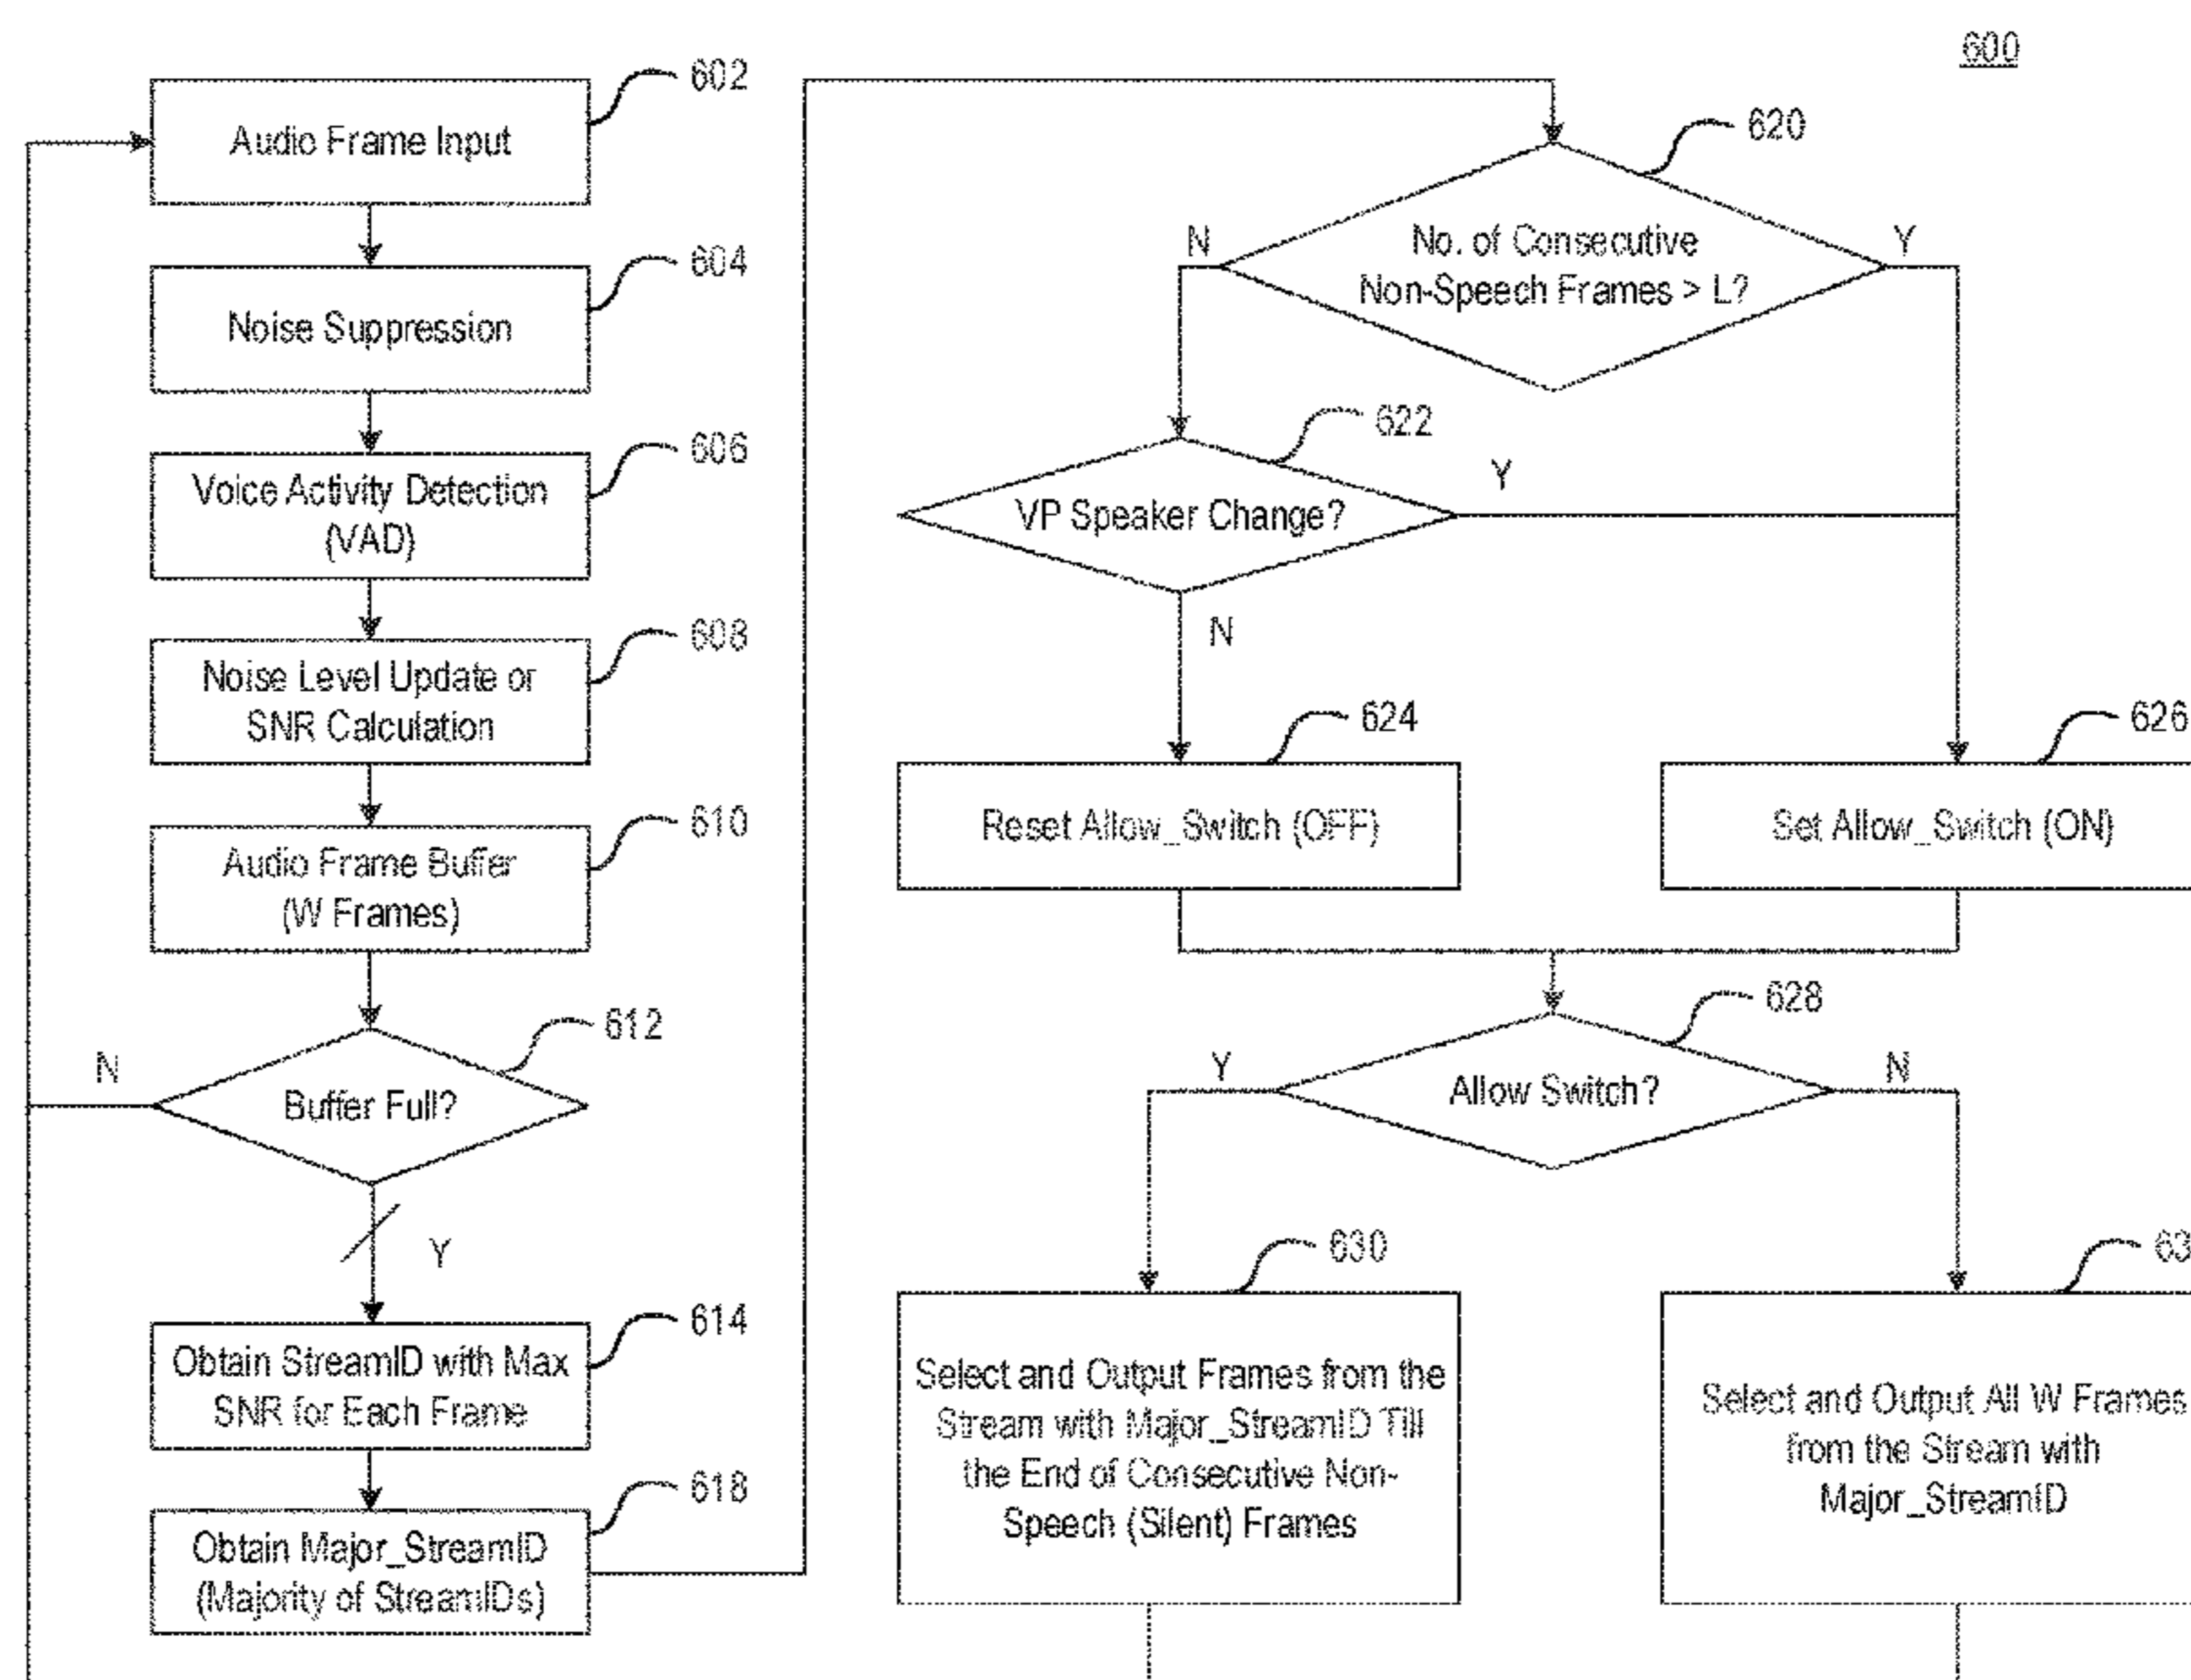 600
602
Audio Frame Input
604
Noise Suppression
606
Voice Activity Detection
(VAD)
608
Noise Level Update or
SNR Calculation
610
Audio Frame Buffer
(W Frames)
612
N
Buffer Full?
Y
614
Obtain StreamID with Max
SNR for Each Frame
618
Obtain Major_StreamID
(Majority of StreamIDs)
620
N
No. of Consecutive
Non-Speech Frames > L?
Y
622
VP Speaker Change?
Y
N
624
Reset Allow_Switch (OFF)
626
Set Allow_Switch (ON)
628
Y
Allow Switch?
N
630
Select and Output Frames from the
Stream with Major_StreamID Till
the End of Consecutive Non-
Speech (Silent) Frames
Select and Output All W Frames
from the Stream with
Major_StreamID